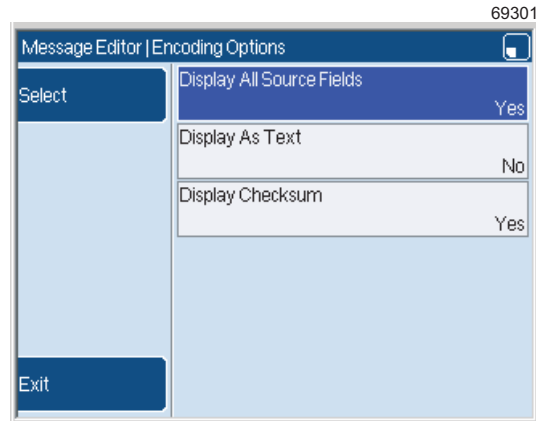 69301
Message Editor | Encoding Options
Select
Display All Source Fields
Yes
Display As Text
No
Display Checksum
Yes
Exit